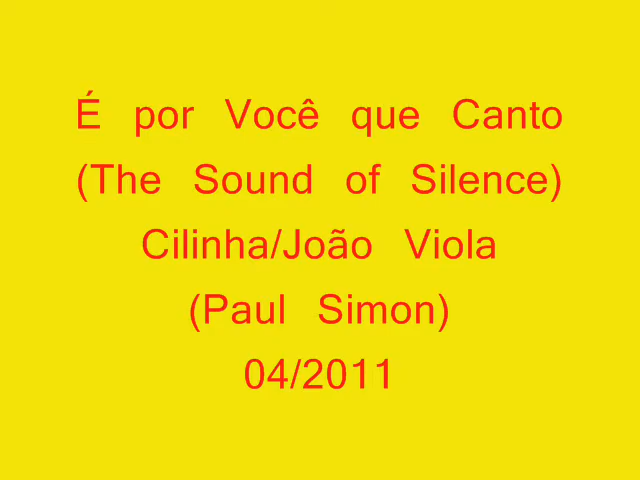 É por Você que Canto
(The Sound of Silence)
Cilinha/João Viola
(Paul Simon)
04/2011